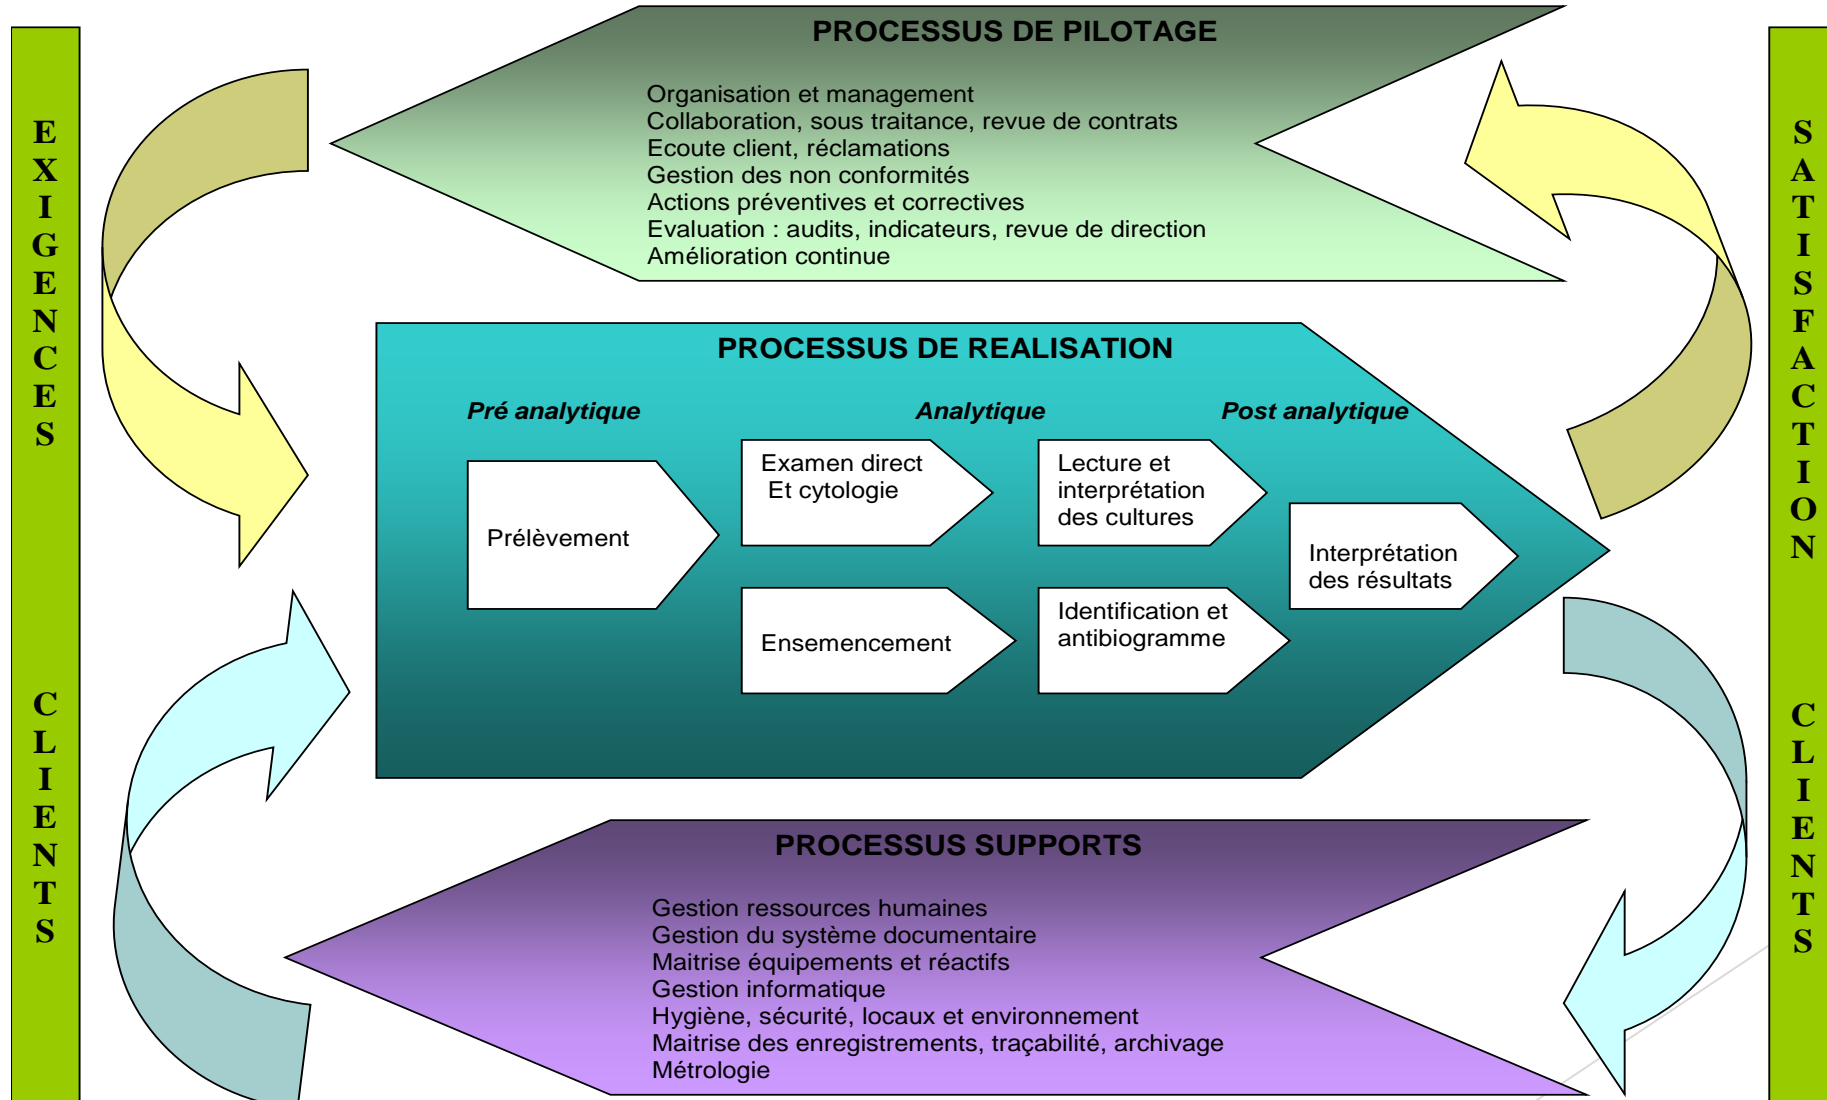 EXIGENCES CLIENTS
PROCESSUS DE PILOTAGE
Organisation et management
Collaboration, sous traitance, revue de contrats
Ecoute client, réclamations
Gestion des non conformités
Actions préventives et correctives
Evaluation : audits, indicateurs, revue de direction
Amélioration continue
PROCESSUS DE REALISATION
Pré analytique
Analytique
Post analytique
Prélèvement
Examen direct
Et cytologie
Ensemencement
Lecture et
interprétation
des cultures
Identification et
antibiogramme
Interprétation
des résultats
PROCESSUS SUPPORTS
Gestion ressources humaines
Gestion du système documentaire
Maitrise équipements et réactifs
Gestion informatique
Hygiène, sécurité, locaux et environnement
Maitrise des enregistrements, traçabilité, archivage
Métrologie
SATISFACTION CLIENTS